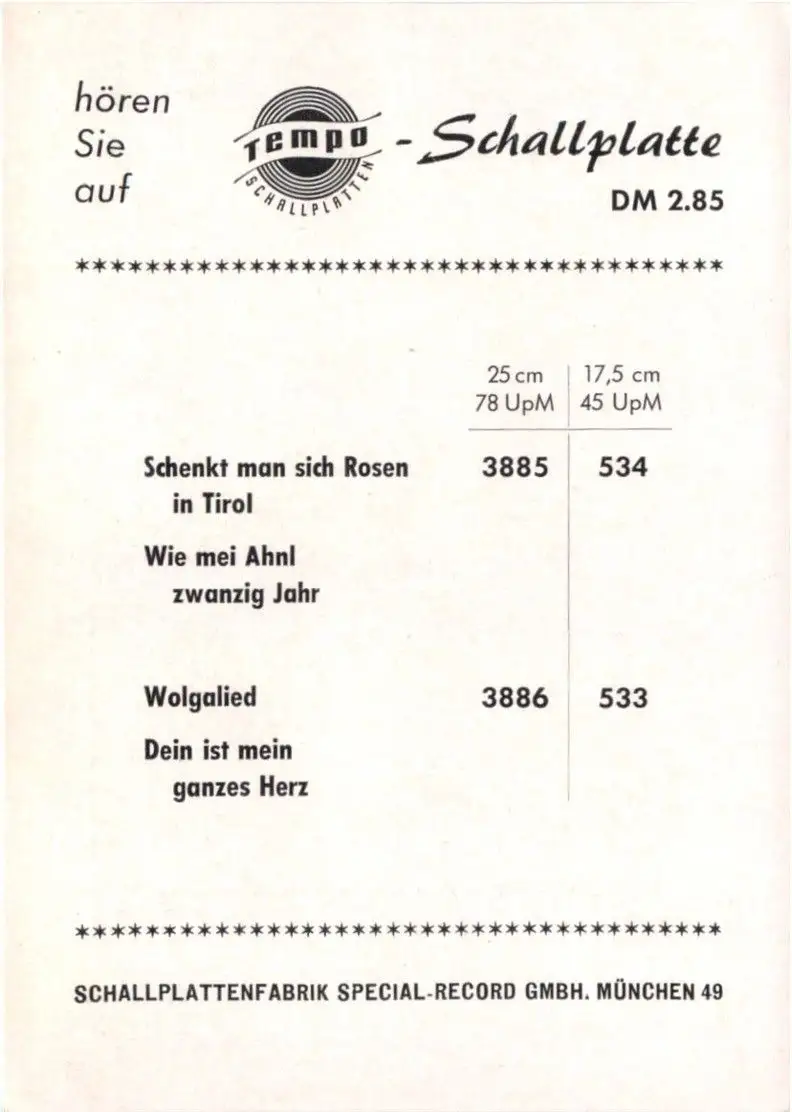 hören
Sie
auf
Tempo
SCHALLPLATTEN
-Schallplatte
DM 2.85
***************************************
25 cm | 17,5 cm
78 UpM | 45 UpM
Schenkt man sich Rosen 3885 534
in Tirol
Wie mei Ahnl
zwanzig Jahr
Wolgalied 3886 533
Dein ist mein
ganzes Herz
***************************************
SCHALLPLATTENFABRIK SPECIAL-RECORD GMBH. MÜNCHEN 49